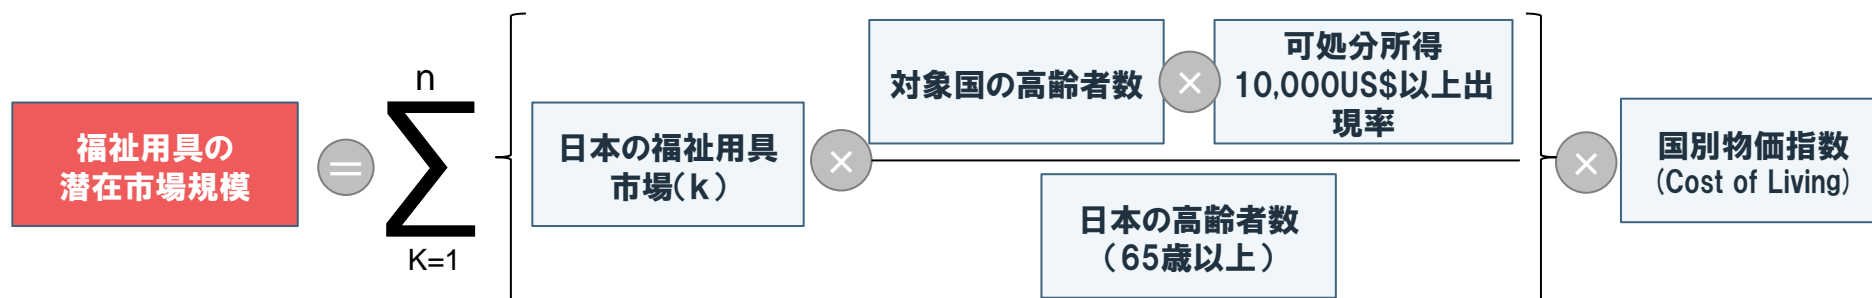 福祉用具の
潜在市場規模
＝
n
∑
K=1
日本の福祉用具
市場(k)
×
対象国の高齢者数
×
可処分所得
10,000US$以上出
現率
日本の高齢者数
（65歳以上）
×
国別物価指数
(Cost of Living)